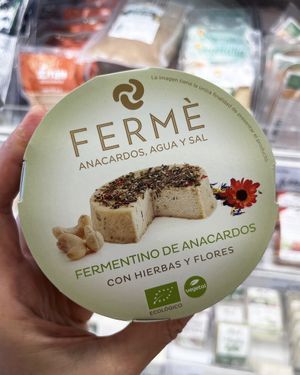 La imagen tiene la única finalidad de presentar el producto.
FERMÈ
ANACARDOS, AGUA Y SAL
FERMENTINO DE ANACARDOS
CON HIERBAS Y FLORES
ECOLÓGICO
vegetal